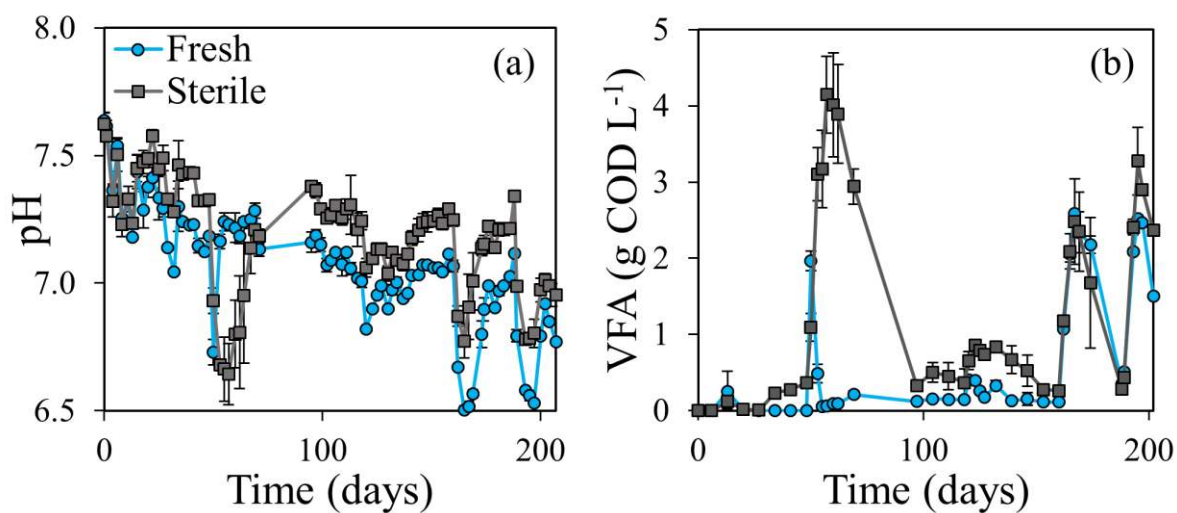 8.0
7.5
7.0
6.5
pH
Fresh
Sterile
(a)
0
100
200
Time (days)
5
4
3
2
1
0
VFA (g COD L⁻¹)
(b)
0
100
200
Time (days)